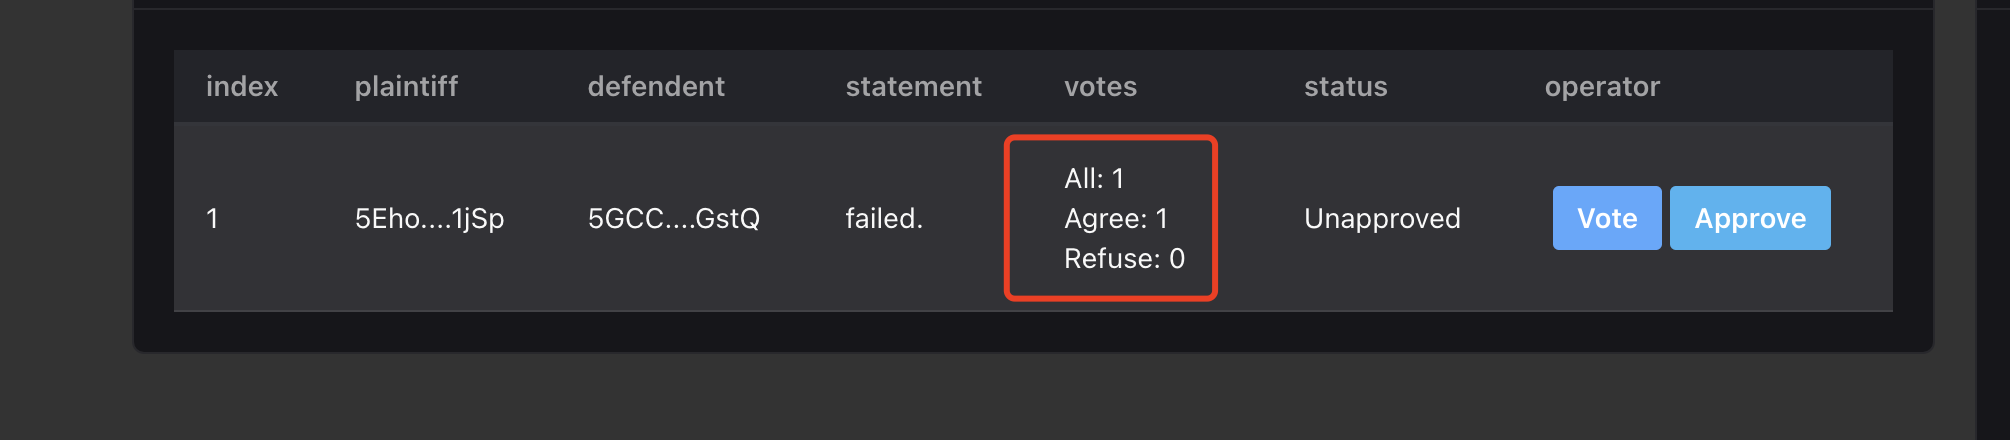 index plaintiff defendent statement votes status operator
All: 1
1 5Eho....1jSp 5GCC....GstQ failed. Agree: 1 Unapproved Vote Approve
Refuse: 0